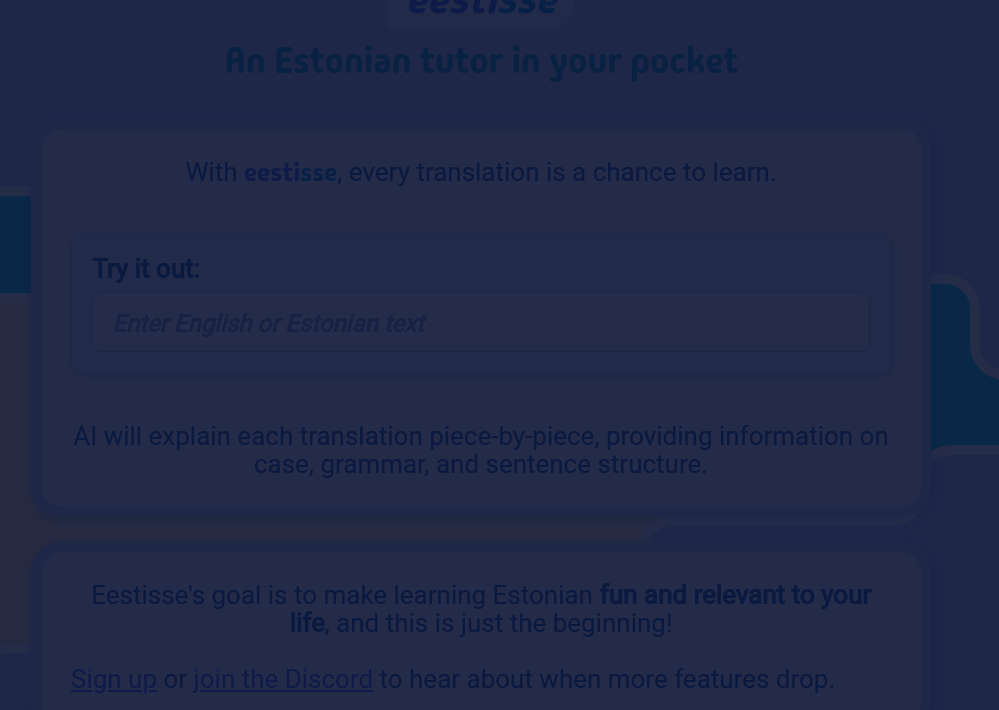 eestisse
An Estonian tutor in your pocket
With eestisse, every translation is a chance to learn.
Try it out:
Enter English or Estonian text
AI will explain each translation piece-by-piece, providing information on
case, grammar, and sentence structure.
Eestisse's goal is to make learning Estonian fun and relevant to your
life, and this is just the beginning!
Sign up or join the Discord to hear about when more features drop.